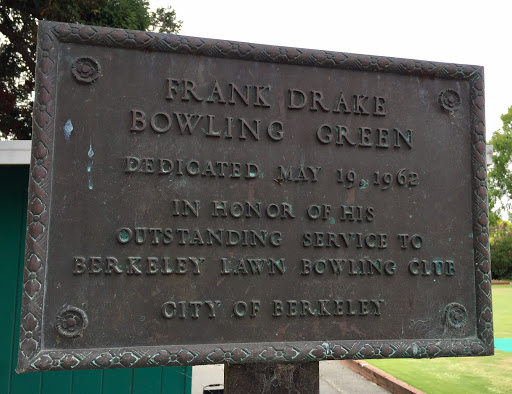 FRANK DRAKE
BOWLING GREEN
DEDICATED MAY 19, 1962
IN HONOR OF HIS
OUTSTANDING SERVICE TO
BERKELEY LAWN BOWLING CLUB
CITY OF BERKELEY